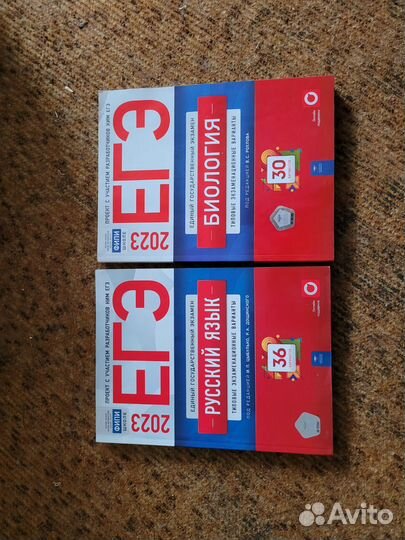 ПРОЕКТ С УЧАСТИЕМ РАЗРАБОТЧИКОВ КИМ ЕГЭ
ФИПИ
ШКОЛЕ
ЕГЭ
2023
ЕДИНЫЙ ГОСУДАРСТВЕННЫЙ ЭКЗАМЕН
БИОЛОГИЯ
ТИПОВЫЕ ЭКЗАМЕНАЦИОННЫЕ ВАРИАНТЫ
ПОД РЕДАКЦИЕЙ В.С. РОХЛОВА
30
ПРОЕКТ С УЧАСТИЕМ РАЗРАБОТЧИКОВ КИМ ЕГЭ
ФИПИ
ШКОЛЕ
ЕГЭ
2023
ЕДИНЫЙ ГОСУДАРСТВЕННЫЙ ЭКЗАМЕН
РУССКИЙ ЯЗЫК
ТИПОВЫЕ ЭКЗАМЕНАЦИОННЫЕ ВАРИАНТЫ
ПОД РЕДАКЦИЕЙ И.П. ЦЫБУЛЬКО, Р.А. ДОЩИНСКОГО
36
Avito